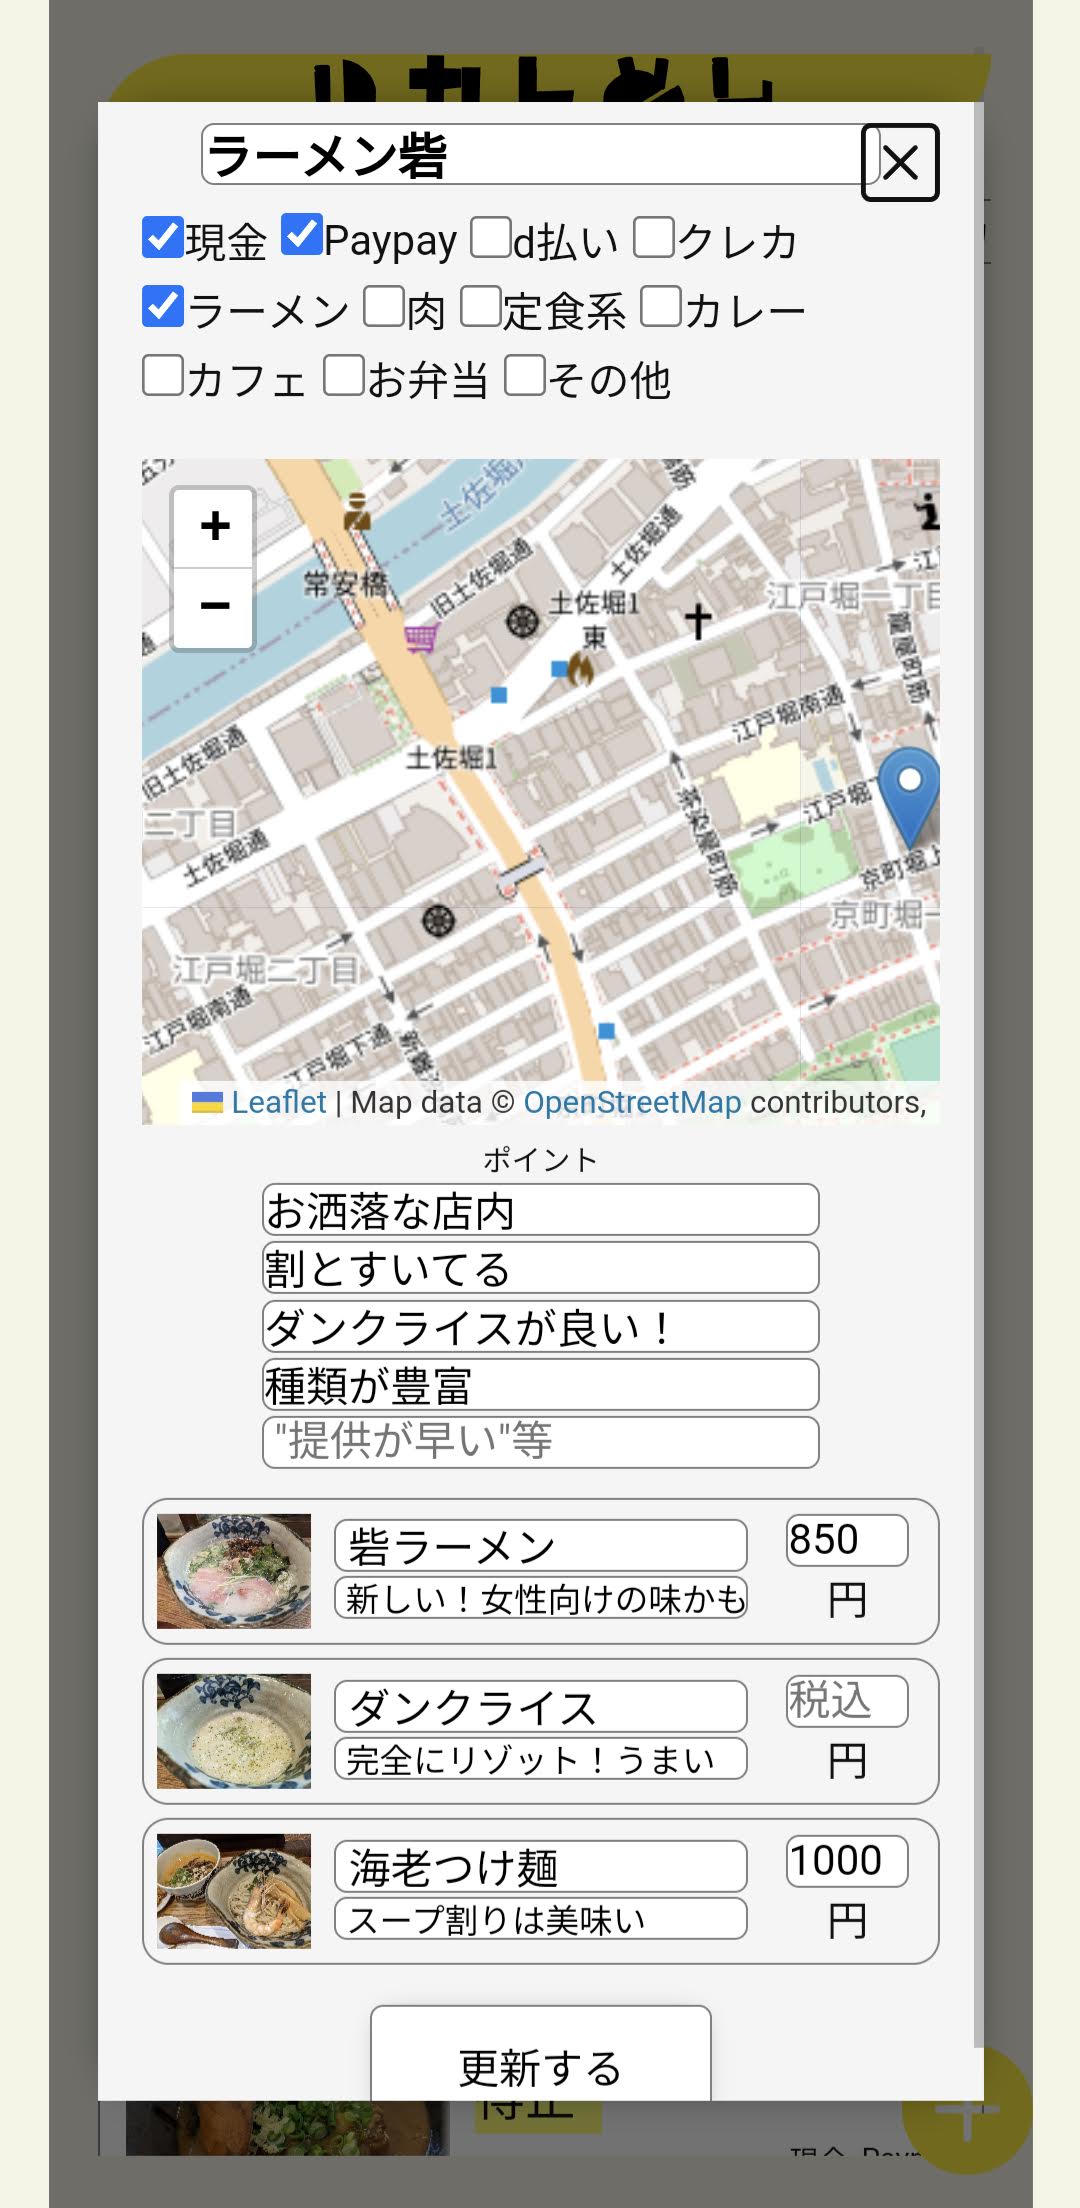 ラーメン砦
現金 Paypay d払い クレカ
ラーメン 肉 定食系 カレー
カフェ お弁当 その他
+
−
土佐堀
常安橋
旧土佐堀通
土佐堀通
土佐堀1
東
江戸堀一丁目
江戸堀南通
土佐堀1
旧土佐堀通
二丁目
土佐堀通
江戸堀
京町堀上
京町堀一
江戸堀二丁目
江戸堀南通
江戸堀下通
Leaflet | Map data © OpenStreetMap contributors,
ポイント
お洒落な店内
割とすいてる
ダンクライスが良い！
種類が豊富
"提供が早い"等
砦ラーメン
850
新しい！女性向けの味かも
円
ダンクライス
税込
完全にリゾット！うまい
円
海老つけ麺
1000
スープ割りは美味い
円
更新する